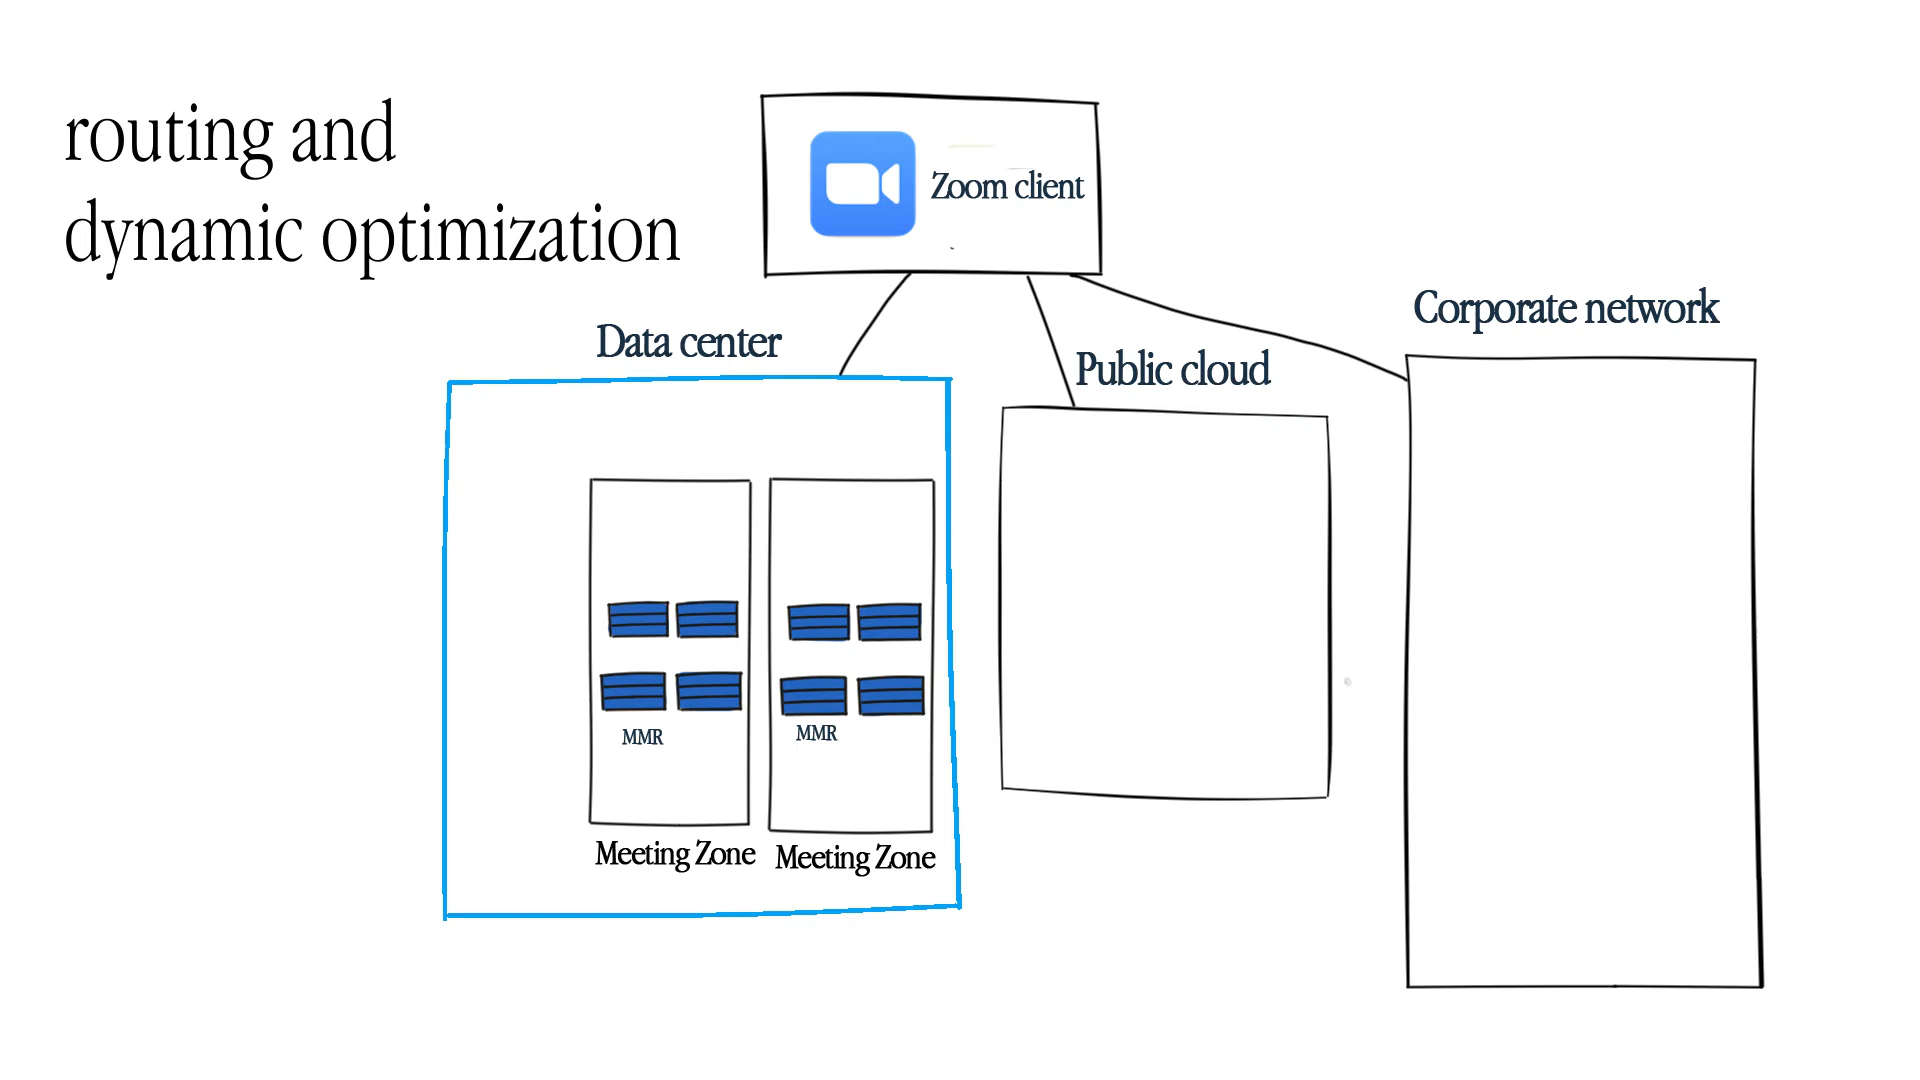 routing and
dynamic optimization
Zoom client
Data center
Public cloud
Corporate network
MMR
MMR
Meeting Zone
Meeting Zone